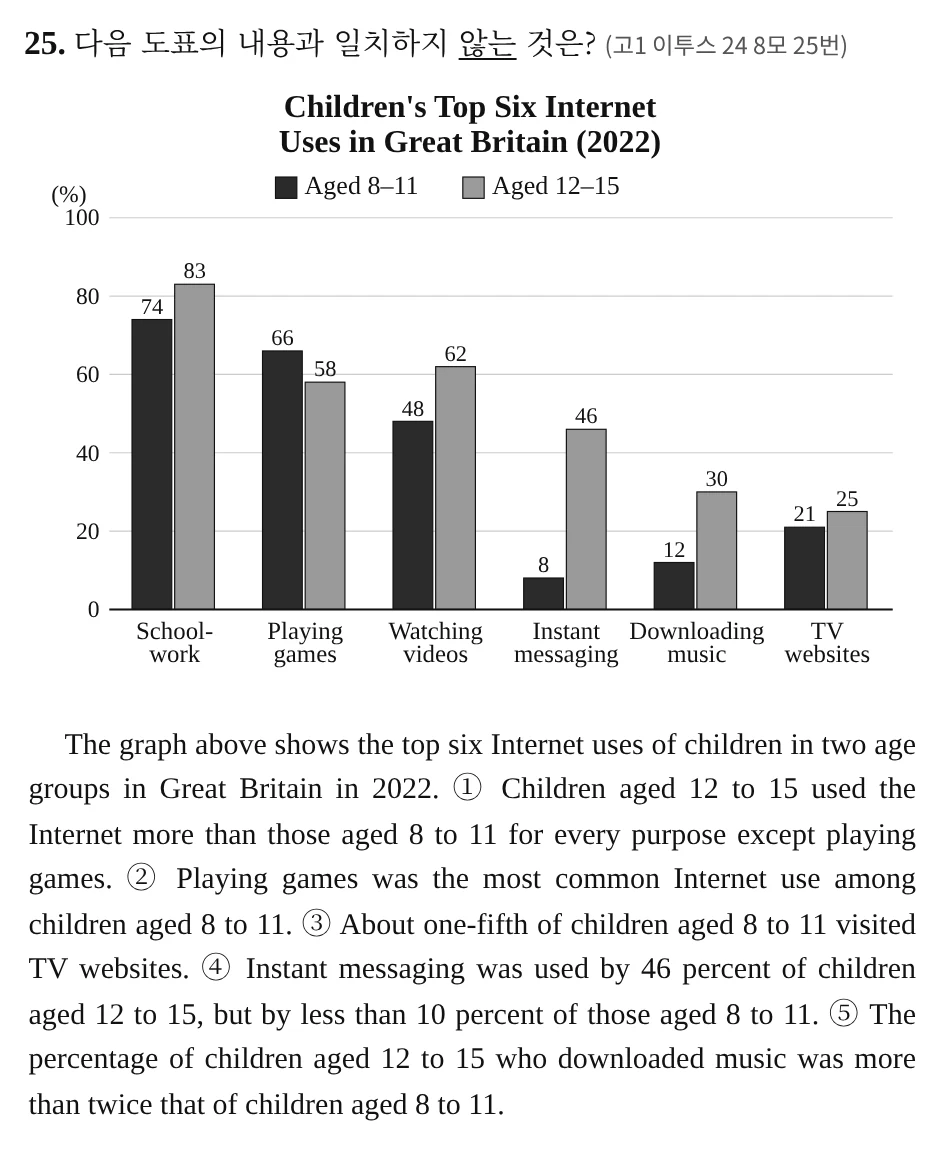 25. 다음 도표의 내용과 일치하지 않는 것은? (고1 이투스 24 8모 25번)
Children's Top Six Internet
Uses in Great Britain (2022)
Aged 8–11 Aged 12–15
(%)
100
80
60
40
20
0
74 83
66 58
48 62
8 46
12 30
21 25
School-
work
Playing
games
Watching
videos
Instant
messaging
Downloading
music
TV
websites
The graph above shows the top six Internet uses of children in two age
groups in Great Britain in 2022. ① Children aged 12 to 15 used the
Internet more than those aged 8 to 11 for every purpose except playing
games. ② Playing games was the most common Internet use among
children aged 8 to 11. ③ About one-fifth of children aged 8 to 11 visited
TV websites. ④ Instant messaging was used by 46 percent of children
aged 12 to 15, but by less than 10 percent of those aged 8 to 11. ⑤ The
percentage of children aged 12 to 15 who downloaded music was more
than twice that of children aged 8 to 11.